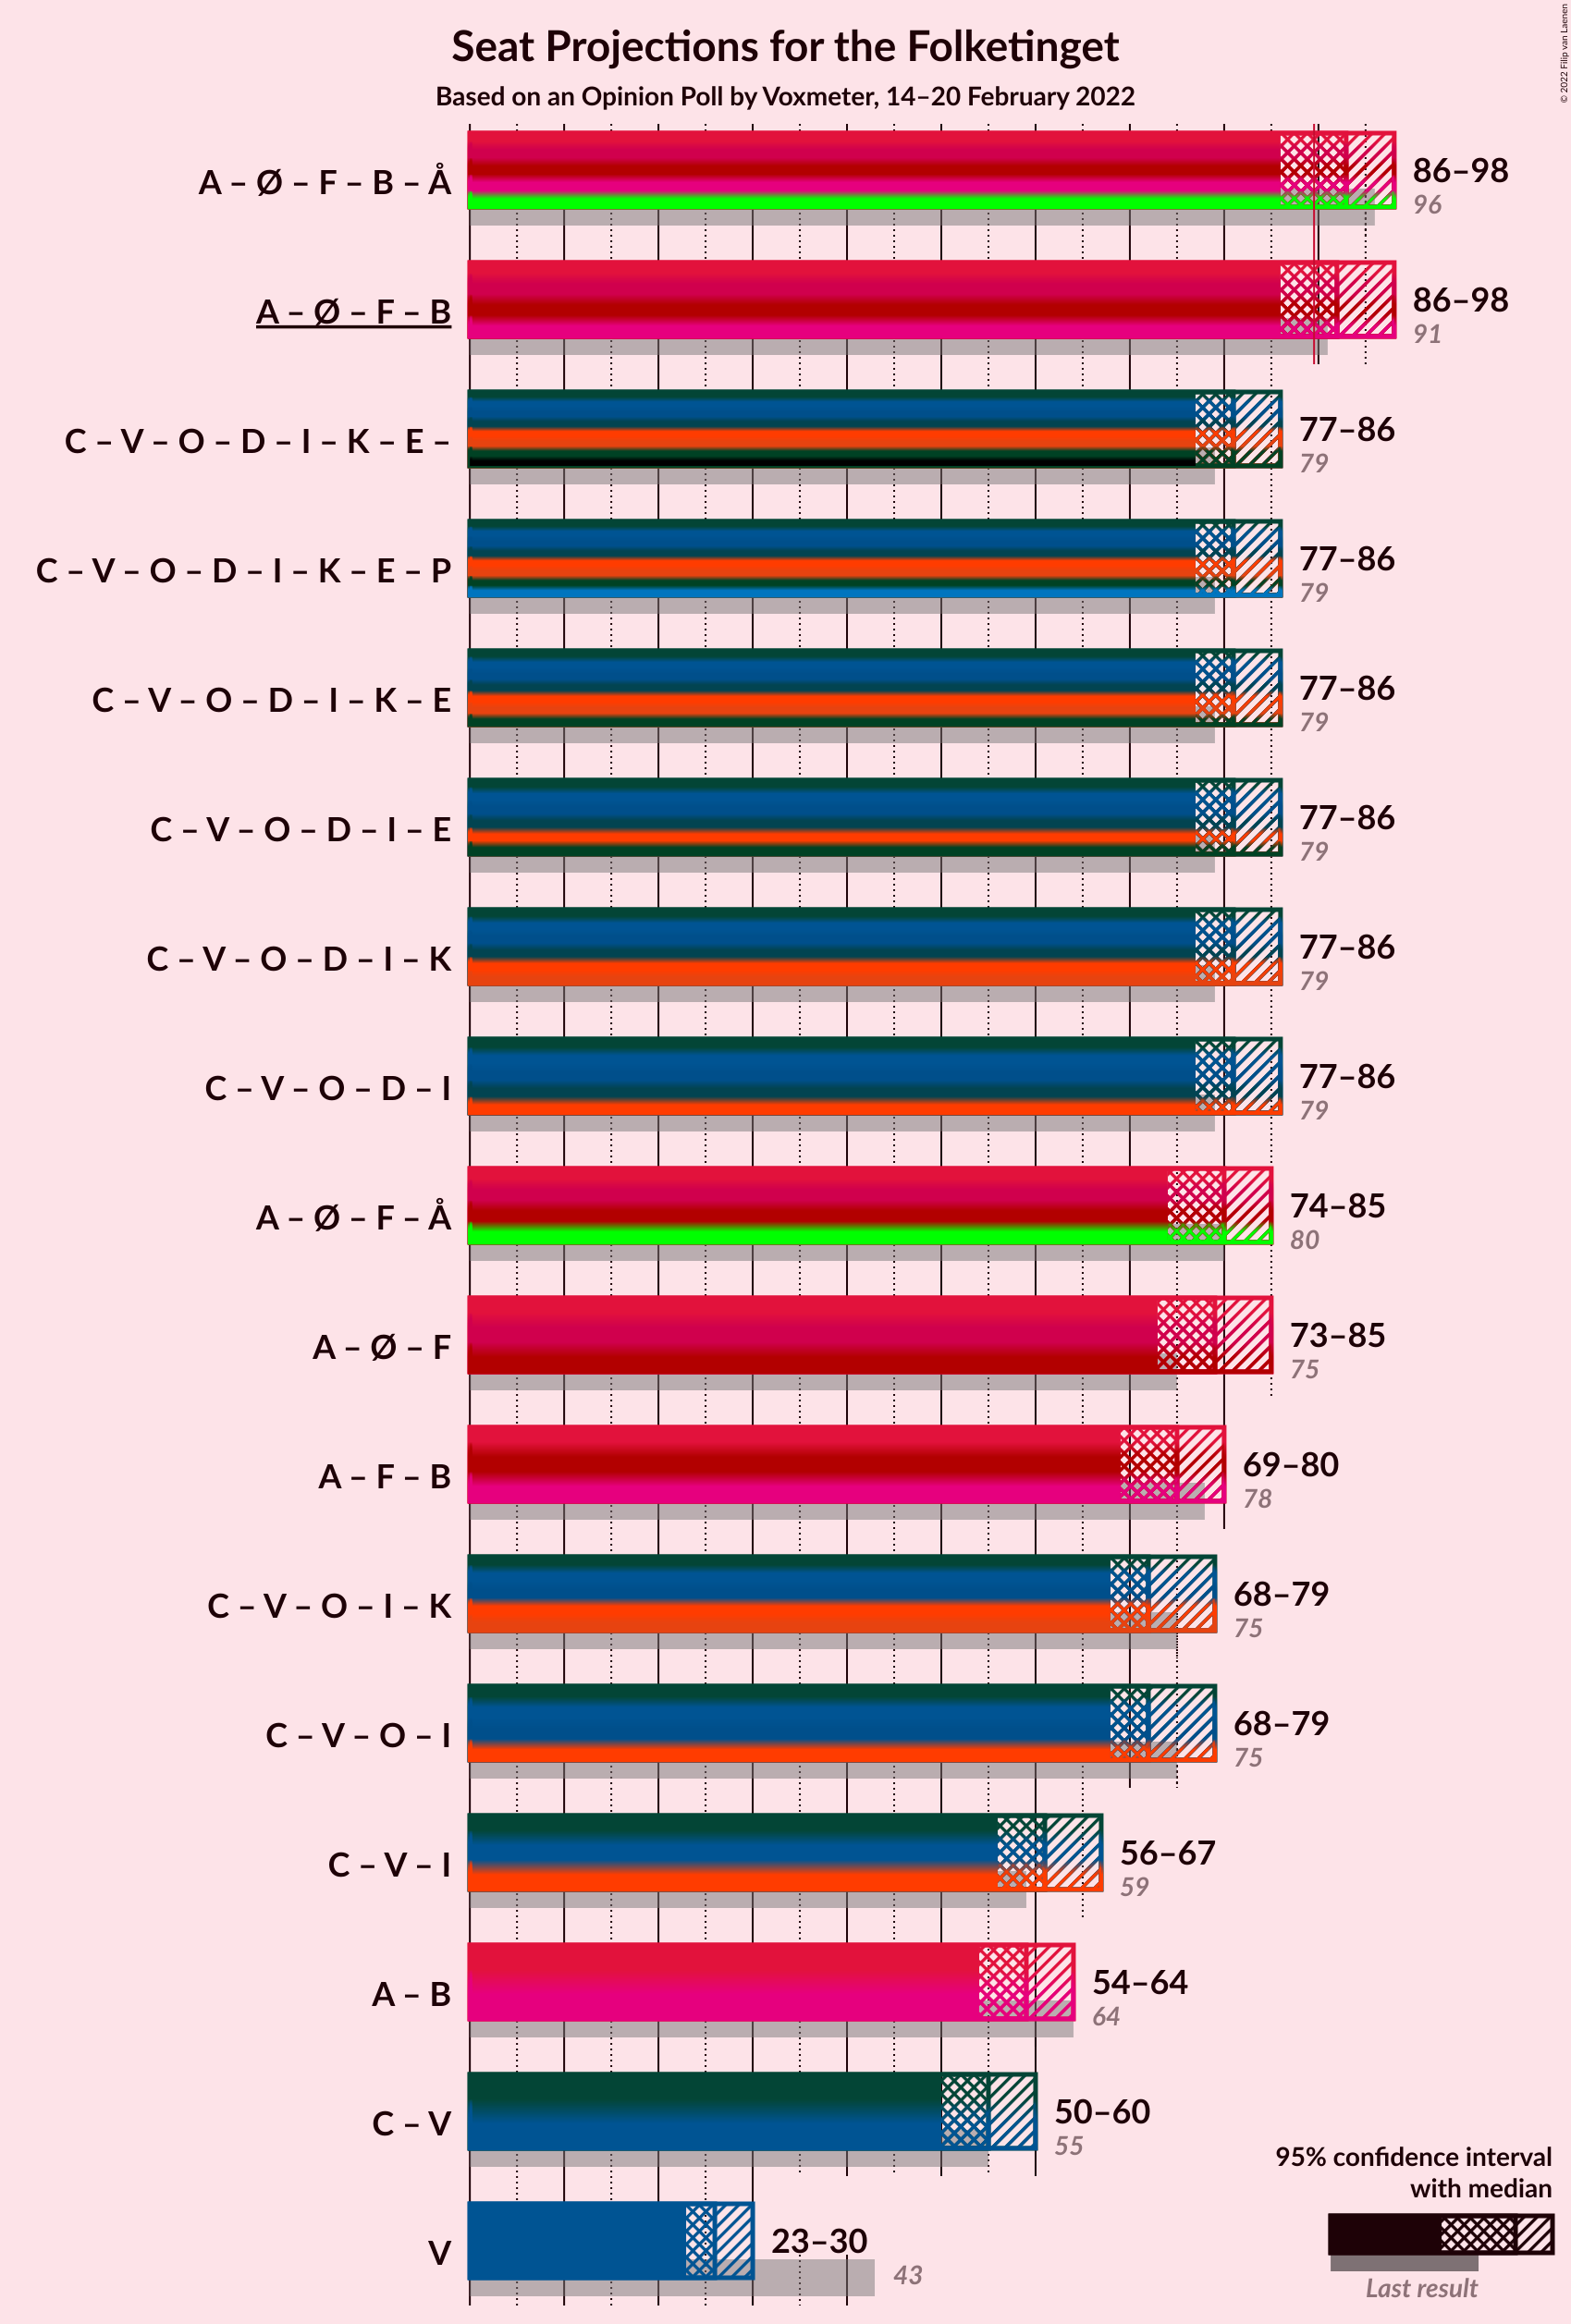 © 2022 Filip van Laenen
Seat Projections for the Folketinget
Based on an Opinion Poll by Voxmeter, 14–20 February 2022
A – Ø – F – B – Å
86–98
96
A – Ø – F – B
86–98
91
C – V – O – D – I – K – E –
77–86
79
C – V – O – D – I – K – E – P
77–86
79
C – V – O – D – I – K – E
77–86
79
C – V – O – D – I – E
77–86
79
C – V – O – D – I – K
77–86
79
C – V – O – D – I
77–86
79
A – Ø – F – Å
74–85
80
A – Ø – F
73–85
75
A – F – B
69–80
78
C – V – O – I – K
68–79
75
C – V – O – I
68–79
75
C – V – I
56–67
59
A – B
54–64
64
C – V
50–60
55
V
23–30
43
95% confidence interval
with median
Last result